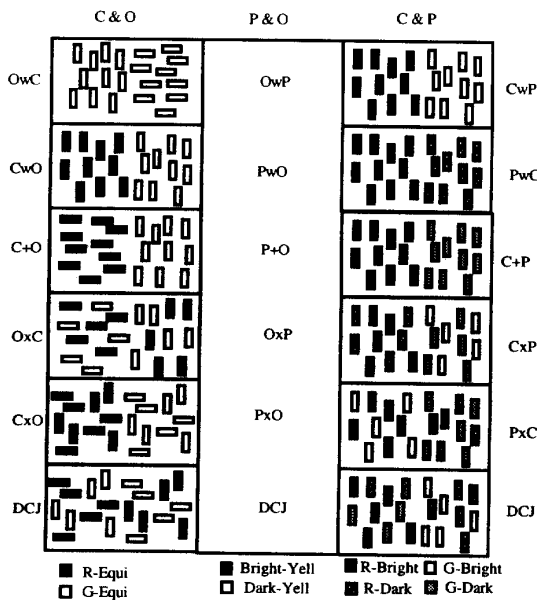 C & O P & O C & P
OwC OwP CwP
CwO PwO PwC
C+O P+O C+P
OxC OxP CxP
CxO PxO PxC
DCJ DCJ DCJ
R-Equi Bright-Yell R-Bright G-Bright
G-Equi Dark-Yell R-Dark G-Dark